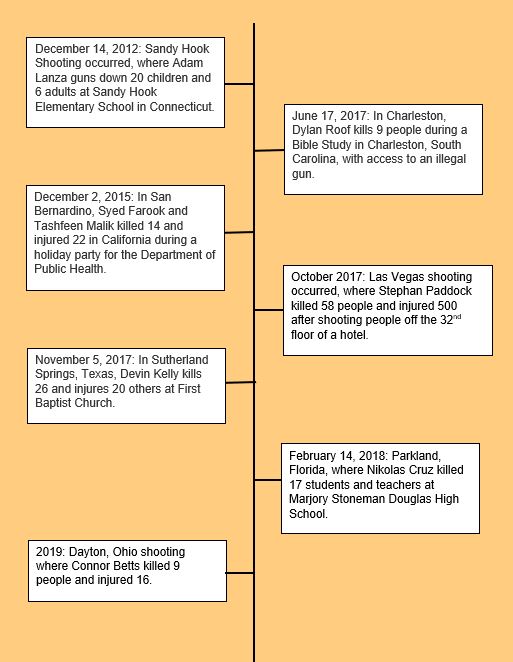 December 14, 2012: Sandy Hook
Shooting occurred, where Adam
Lanza guns down 20 children and
6 adults at Sandy Hook
Elementary School in Connecticut.
June 17, 2017: In Charleston,
Dylan Roof kills 9 people during a
Bible Study in Charleston, South
Carolina, with access to an illegal
gun.
December 2, 2015: In San
Bernardino, Syed Farook and
Tashfeen Malik killed 14 and
injured 22 in California during a
holiday party for the Department of
Public Health.
October 2017: Las Vegas shooting
occurred, where Stephan Paddock
killed 58 people and injured 500
after shooting people off the 32nd
floor of a hotel.
November 5, 2017: In Sutherland
Springs, Texas, Devin Kelly kills
26 and injures 20 others at First
Baptist Church.
February 14, 2018: Parkland,
Florida, where Nikolas Cruz killed
17 students and teachers at
Marjory Stoneman Douglas High
School.
2019: Dayton, Ohio shooting
where Connor Betts killed 9
people and injured 16.